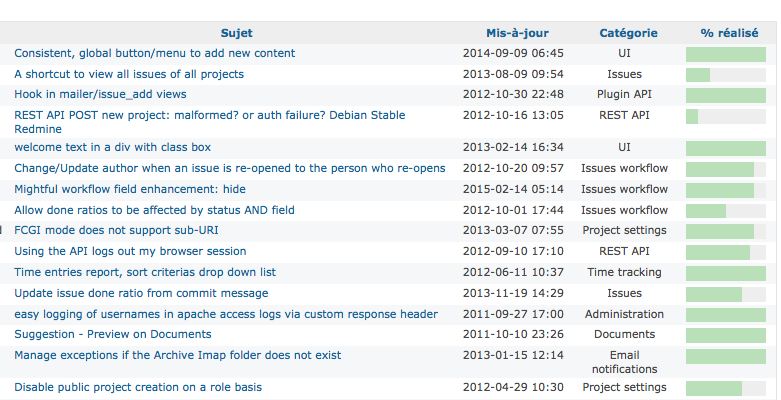 Sujet Mis-à-jour Catégorie % réalisé
Consistent, global button/menu to add new content 2014-09-09 06:45 UI
A shortcut to view all issues of all projects 2013-08-09 09:54 Issues
Hook in mailer/issue_add views 2012-10-30 22:48 Plugin API
REST API POST new project: malformed? or auth failure? Debian Stable 2012-10-16 13:05 REST API
Redmine
welcome text in a div with class box 2013-02-14 16:34 UI
Change/Update author when an issue is re-opened to the person who re-opens 2012-10-20 09:57 Issues workflow
Mightful workflow field enhancement: hide 2015-02-14 05:14 Issues workflow
Allow done ratios to be affected by status AND field 2012-10-01 17:44 Issues workflow
FCGI mode does not support sub-URI 2013-03-07 07:55 Project settings
Using the API logs out my browser session 2012-09-10 17:10 REST API
Time entries report, sort criterias drop down list 2012-06-11 10:37 Time tracking
Update issue done ratio from commit message 2013-11-19 14:29 Issues
easy logging of usernames in apache access logs via custom response header 2011-09-27 17:00 Administration
Suggestion - Preview on Documents 2011-10-10 23:26 Documents
Manage exceptions if the Archive Imap folder does not exist 2013-01-15 12:14 Email
notifications
Disable public project creation on a role basis 2012-04-29 10:30 Project settings